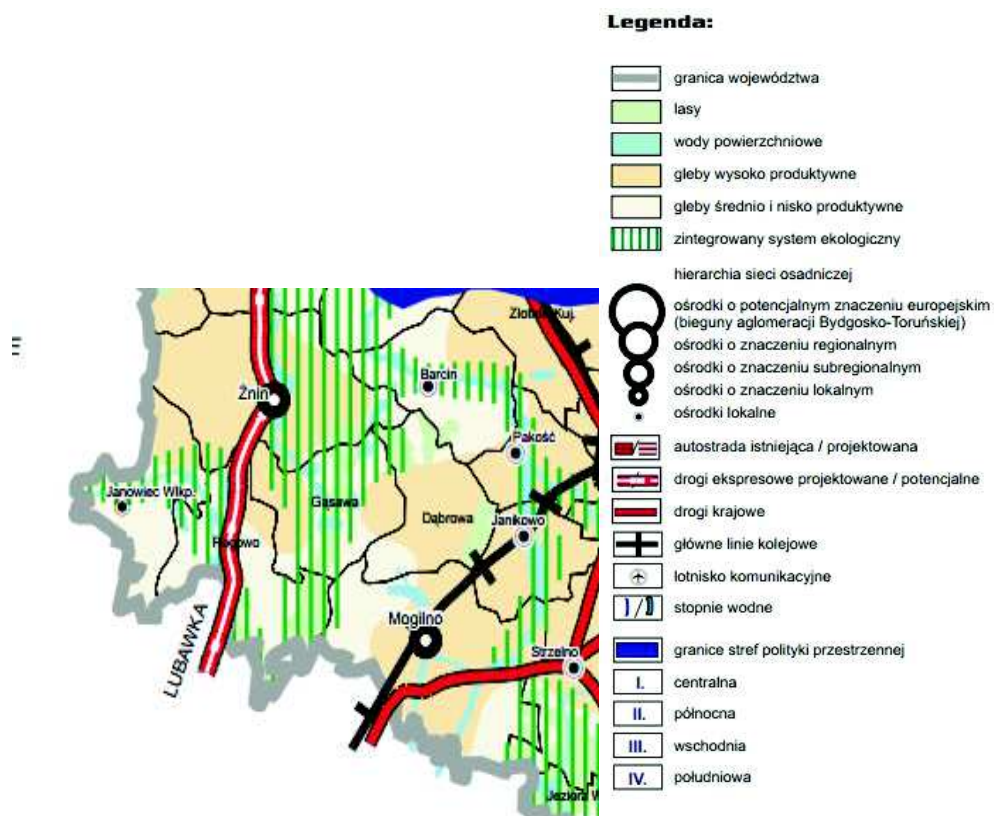 Legenda:
granica województwa
lasy
wody powierzchniowe
gleby wysoko produktywne
gleby średnio i nisko produktywne
zintegrowany system ekologiczny
hierarchia sieci osadniczej
ośrodki o potencjalnym znaczeniu europejskim
(bieguny aglomeracji Bydgosko-Toruńskiej)
ośrodki o znaczeniu regionalnym
ośrodki o znaczeniu subregionalnym
ośrodki o znaczeniu lokalnym
ośrodki lokalne
autostrada istniejąca / projektowana
drogi ekspresowe projektowane / potencjalne
drogi krajowe
główne linie kolejowe
lotnisko komunikacyjne
stopnie wodne
granice stref polityki przestrzennej
I. centralna
II. północna
III. wschodnia
IV. południowa
Kuj.
Barcin
Żnin
Pakość
Janowiec Wlkp.
Gąsawa
Dąbrowa
Janikowo
Rogowo
LUBAWKA
Mogilno
Strzelno
Jeziora W